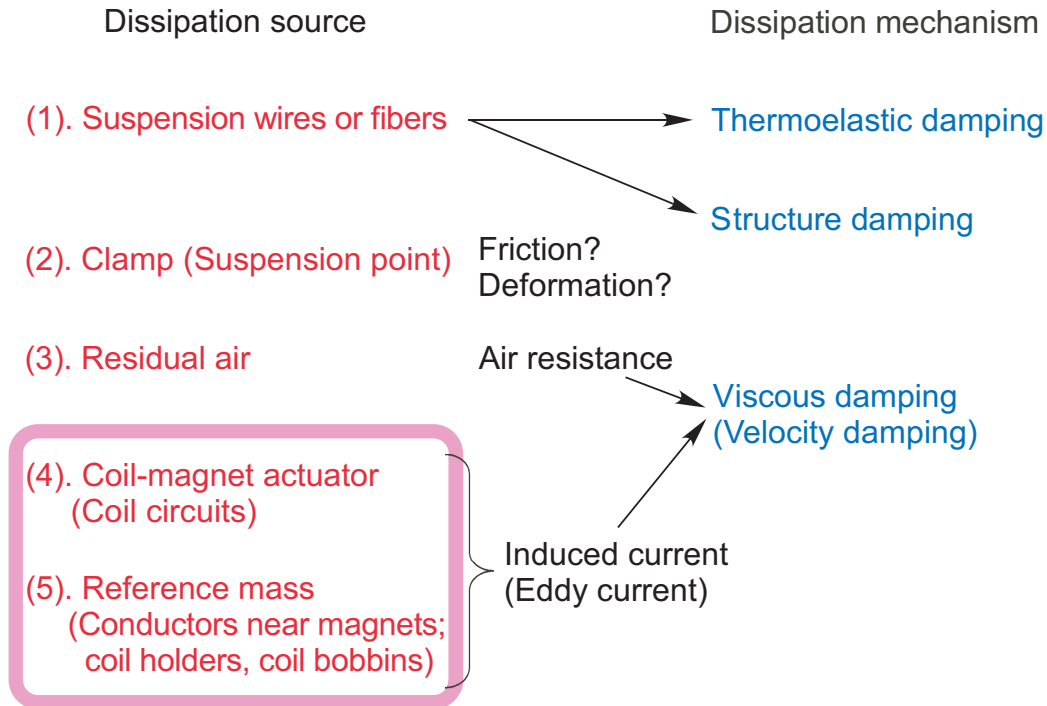 Dissipation source
Dissipation mechanism
(1). Suspension wires or fibers
Thermoelastic damping
Structure damping
(2). Clamp (Suspension point)
Friction?
Deformation?
(3). Residual air
Air resistance
Viscous damping
(Velocity damping)
(4). Coil-magnet actuator
(Coil circuits)
Induced current
(Eddy current)
(5). Reference mass
(Conductors near magnets;
coil holders, coil bobbins)